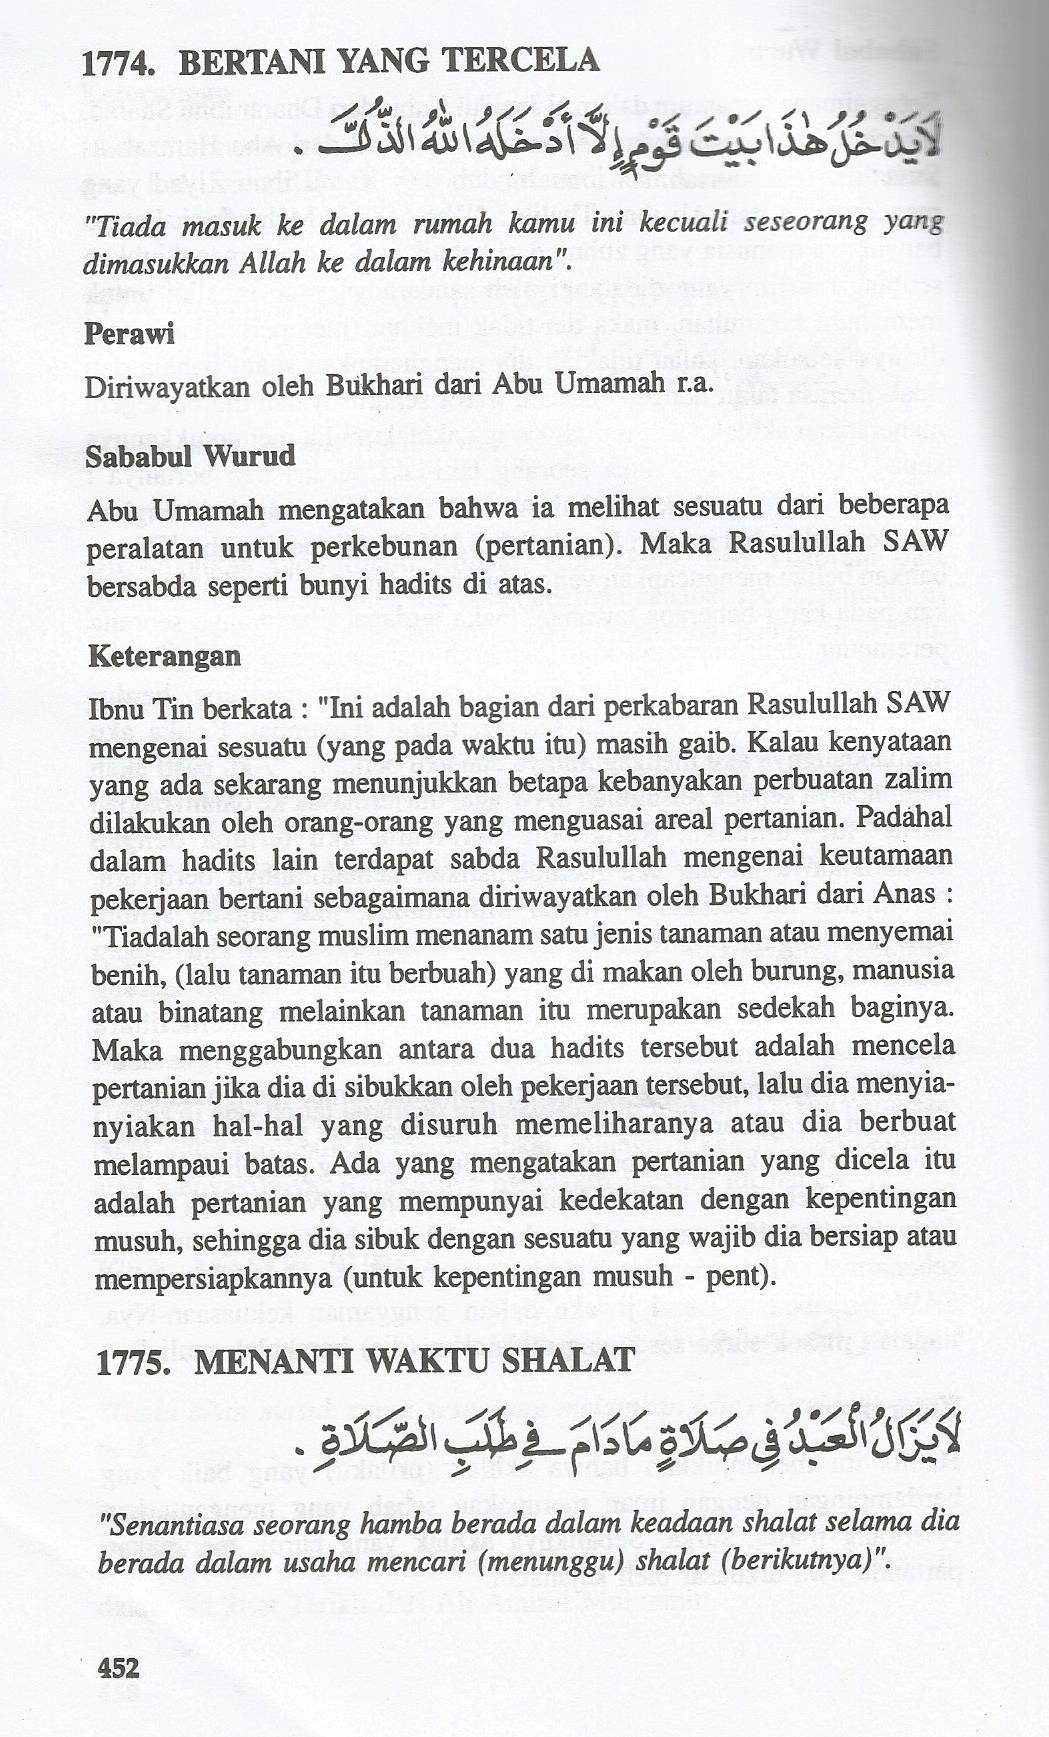 1774. BERTANI YANG TERCELA
لَا يَدْخُلُ هٰذَا بَيْتَ قَوْمٍ إِلَّا أَدْخَلَهُ اللهُ الذُّلَّ .
"Tiada masuk ke dalam rumah kamu ini kecuali seseorang yang
dimasukkan Allah ke dalam kehinaan".
Perawi
Diriwayatkan oleh Bukhari dari Abu Umamah r.a.
Sababul Wurud
Abu Umamah mengatakan bahwa ia melihat sesuatu dari beberapa
peralatan untuk perkebunan (pertanian). Maka Rasulullah SAW
bersabda seperti bunyi hadits di atas.
Keterangan
Ibnu Tin berkata : "Ini adalah bagian dari perkabaran Rasulullah SAW
mengenai sesuatu (yang pada waktu itu) masih gaib. Kalau kenyataan
yang ada sekarang menunjukkan betapa kebanyakan perbuatan zalim
dilakukan oleh orang-orang yang menguasai areal pertanian. Padahal
dalam hadits lain terdapat sabda Rasulullah mengenai keutamaan
pekerjaan bertani sebagaimana diriwayatkan oleh Bukhari dari Anas :
"Tiadalah seorang muslim menanam satu jenis tanaman atau menyemai
benih, (lalu tanaman itu berbuah) yang di makan oleh burung, manusia
atau binatang melainkan tanaman itu merupakan sedekah baginya.
Maka menggabungkan antara dua hadits tersebut adalah mencela
pertanian jika dia di sibukkan oleh pekerjaan tersebut, lalu dia menyia-
nyiakan hal-hal yang disuruh memeliharanya atau dia berbuat
melampaui batas. Ada yang mengatakan pertanian yang dicela itu
adalah pertanian yang mempunyai kedekatan dengan kepentingan
musuh, sehingga dia sibuk dengan sesuatu yang wajib dia bersiap atau
mempersiapkannya (untuk kepentingan musuh - pent).
1775. MENANTI WAKTU SHALAT
لَا يَزَالُ الْعَبْدُ فِي صَلَاةٍ مَا دَامَ فِي طَلَبِ الصَّلَاةِ .
"Senantiasa seorang hamba berada dalam keadaan shalat selama dia
berada dalam usaha mencari (menunggu) shalat (berikutnya)".
452